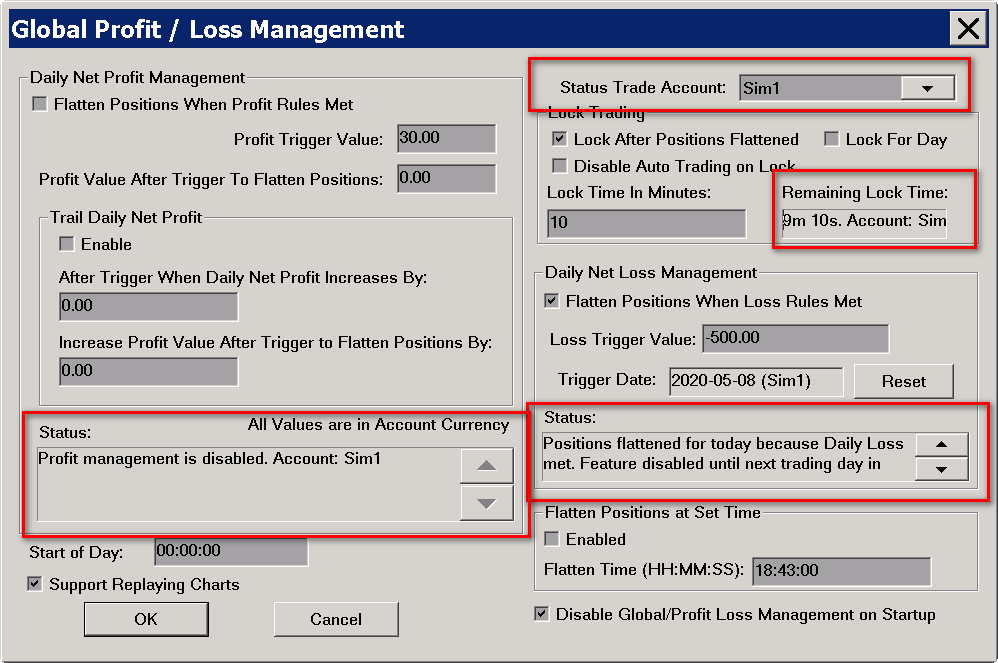 Global Profit / Loss Management
Daily Net Profit Management
Flatten Positions When Profit Rules Met
Profit Trigger Value: 30.00
Profit Value After Trigger To Flatten Positions: 0.00
Trail Daily Net Profit
Enable
After Trigger When Daily Net Profit Increases By:
0.00
Increase Profit Value After Trigger to Flatten Positions By:
0.00
All Values are in Account Currency
Status:
Profit management is disabled. Account: Sim1
Start of Day: 00:00:00
Support Replaying Charts
OK Cancel
Status Trade Account: Sim1
Lock Trading
Lock After Positions Flattened Lock For Day
Disable Auto Trading on Lock
Lock Time In Minutes: Remaining Lock Time:
10 9m 10s. Account: Sim
Daily Net Loss Management
Flatten Positions When Loss Rules Met
Loss Trigger Value: -500.00
Trigger Date: 2020-05-08 (Sim1) Reset
Status:
Positions flattened for today because Daily Loss
met. Feature disabled until next trading day in
Flatten Positions at Set Time
Enabled
Flatten Time (HH:MM:SS): 18:43:00
Disable Global/Profit Loss Management on Startup